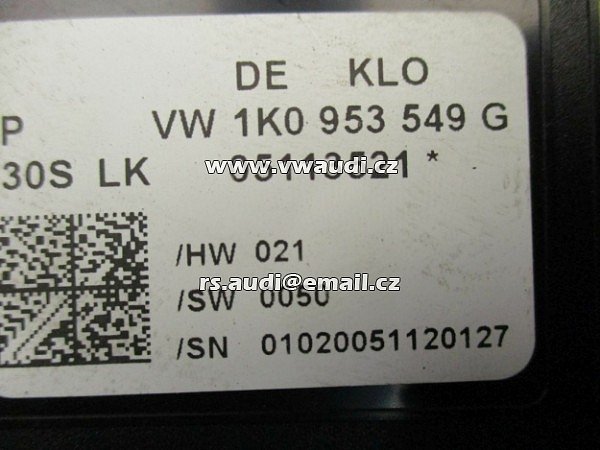 DE KLO
P VW 1K0 953 549 G
30S LK 05113521 *
www.vwaudi.cz
/HW 021
rs.audi@email.cz
/SW 0050
/SN 01020051120127